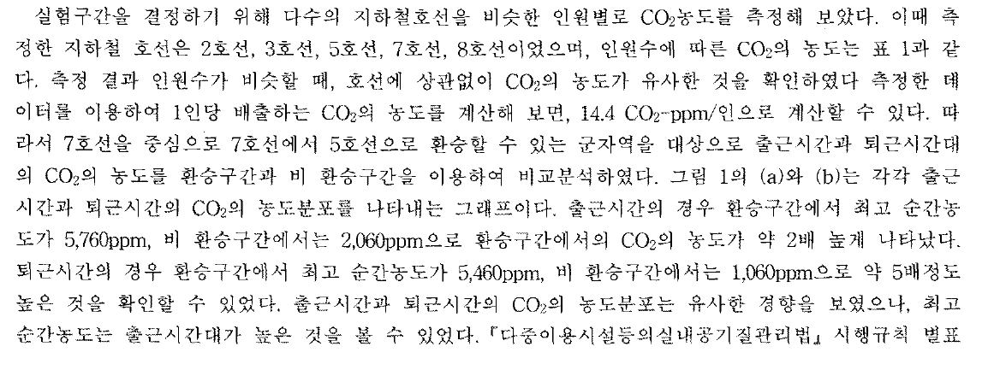 실험구간을 결정하기 위해 다수의 지하철호선을 비슷한 인원별로 CO₂농도를 측정해 보았다. 이때 측
정한 지하철 호선은 2호선, 3호선, 5호선, 7호선, 8호선이었으며, 인원수에 따른 CO₂의 농도는 표 1과 같
다. 측정 결과 인원수가 비슷할 때, 호선에 상관없이 CO₂의 농도가 유사한 것을 확인하였다 측정한 데
이터를 이용하여 1인당 배출하는 CO₂의 농도를 계산해 보면, 14.4 CO₂-ppm/인으로 계산할 수 있다. 따
라서 7호선을 중심으로 7호선에서 5호선으로 환승할 수 있는 군자역을 대상으로 출근시간과 퇴근시간대
의 CO₂의 농도를 환승구간과 비 환승구간을 이용하여 비교분석하였다. 그림 1의 (a)와 (b)는 각각 출근
시간과 퇴근시간의 CO₂의 농도분포를 나타내는 그래프이다. 출근시간의 경우 환승구간에서 최고 순간농
도가 5,760ppm, 비 환승구간에서는 2,060ppm으로 환승구간에서의 CO₂의 농도가 약 2배 높게 나타났다.
퇴근시간의 경우 환승구간에서 최고 순간농도가 5,460ppm, 비 환승구간에서는 1,060ppm으로 약 5배정도
높은 것을 확인할 수 있었다. 출근시간과 퇴근시간의 CO₂의 농도분포는 유사한 경향을 보였으나, 최고
순간농도는 출근시간대가 높은 것을 볼 수 있었다.『다중이용시설등의실내공기질관리법』시행규칙 별표